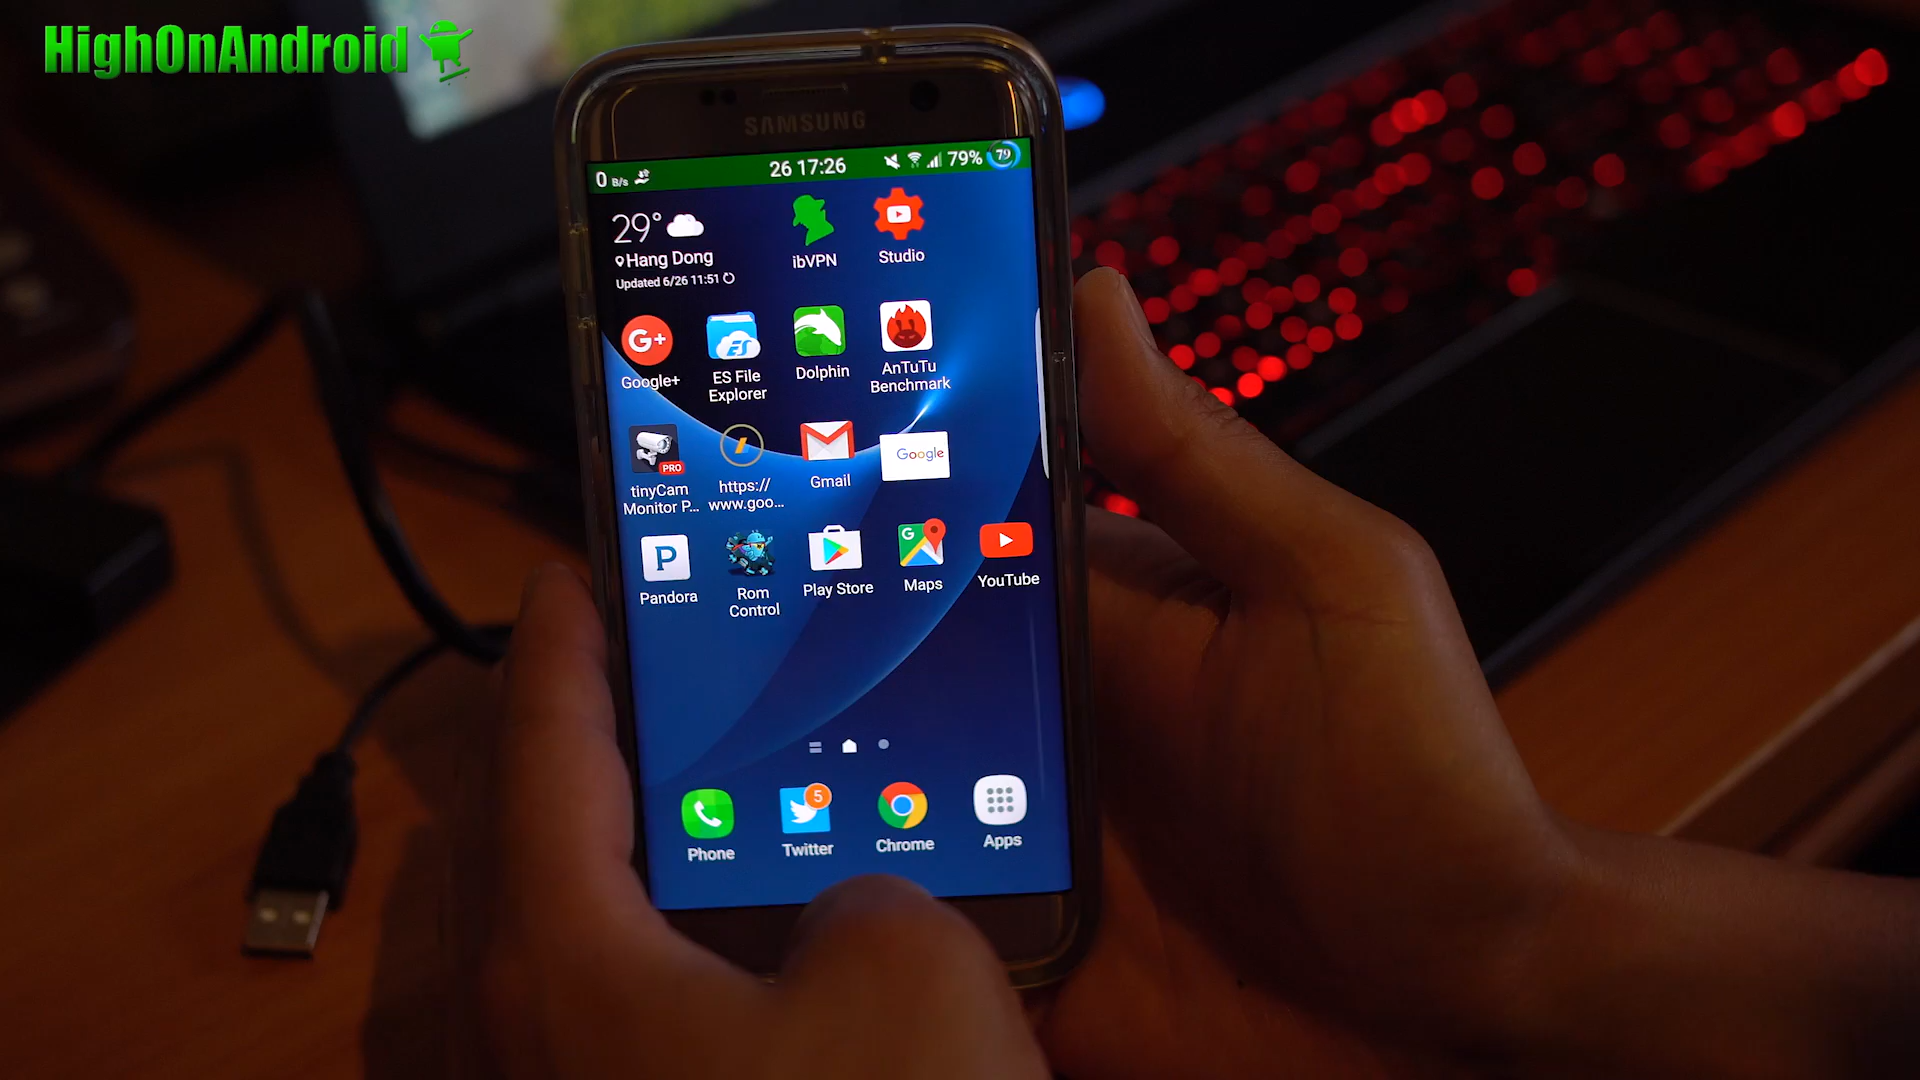 HighOnAndroid
SAMSUNG
0 B/s 26 17:26 79% 79
29°
Hang Dong
Updated 6/26 11:51
ibVPN
Studio
G+
Google+
ES
ES File
Explorer
Dolphin
AnTuTu
Benchmark
PRO
tinyCam
Monitor P...
https://
www.goo...
Gmail
Google
P
Pandora
Rom
Control
Play Store
G
Maps
YouTube
Phone
5
Twitter
Chrome
Apps